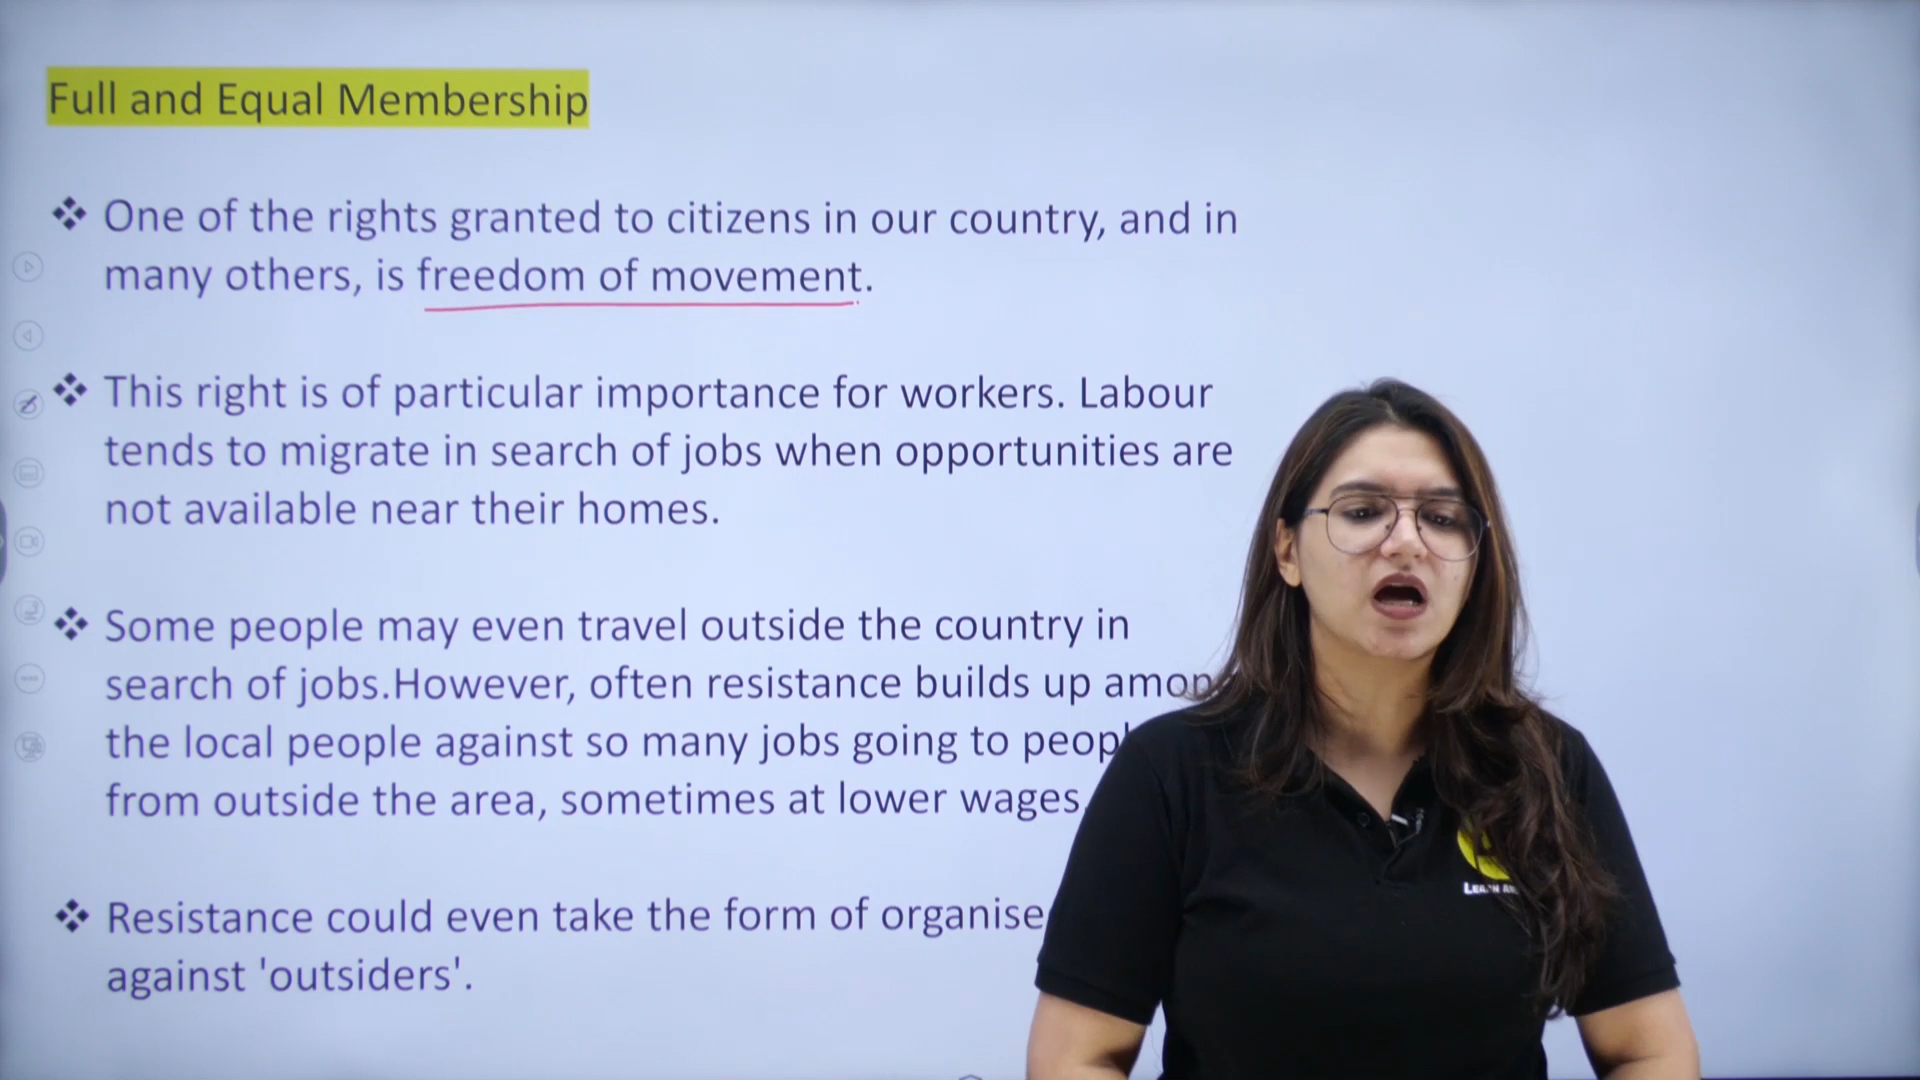 Full and Equal Membership
One of the rights granted to citizens in our country, and in
many others, is freedom of movement.
This right is of particular importance for workers. Labour
tends to migrate in search of jobs when opportunities are
not available near their homes.
Some people may even travel outside the country in
search of jobs.However, often resistance builds up
the local people against so many jobs going to
from outside the area, sometimes at lower wages.
Resistance could even take the form of
against 'outsiders'.